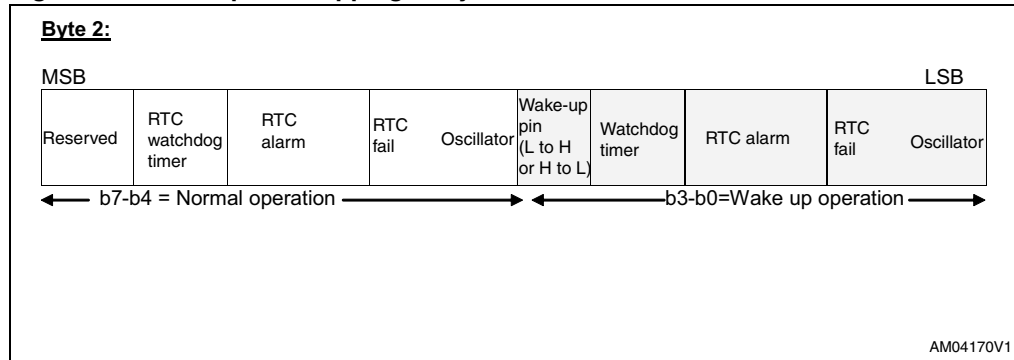 Byte 2:
MSB LSB
Reserved
RTC
watchdog
timer
RTC
alarm
RTC
fail
Oscillator
Wake-up
pin
(L to H
or H to L)
Watchdog
timer
RTC alarm
RTC
fail
Oscillator
b7-b4 = Normal operation
b3-b0=Wake up operation
AM04170V1